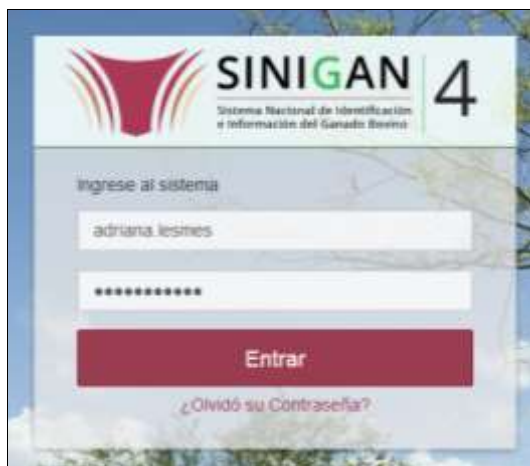 SINIGAN 4
Sistema Nacional de Identificación
e Información del Ganado Bovino
Ingrese al sistema
adriana.lesmes
•••••••••••
Entrar
¿Olvidó su Contraseña?